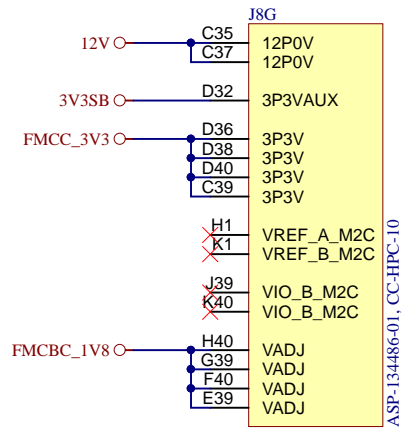 J8G
12V C35 12P0V
C37 12P0V
3V3SB D32 3P3VAUX
FMCC_3V3 D36 3P3V
D38 3P3V
D40 3P3V
C39 3P3V
H1 VREF_A_M2C
K1 VREF_B_M2C
J39 VIO_B_M2C
K40 VIO_B_M2C
FMCBC_1V8 H40 VADJ
G39 VADJ
F40 VADJ
E39 VADJ
ASP-134486-01, CC-HPC-10